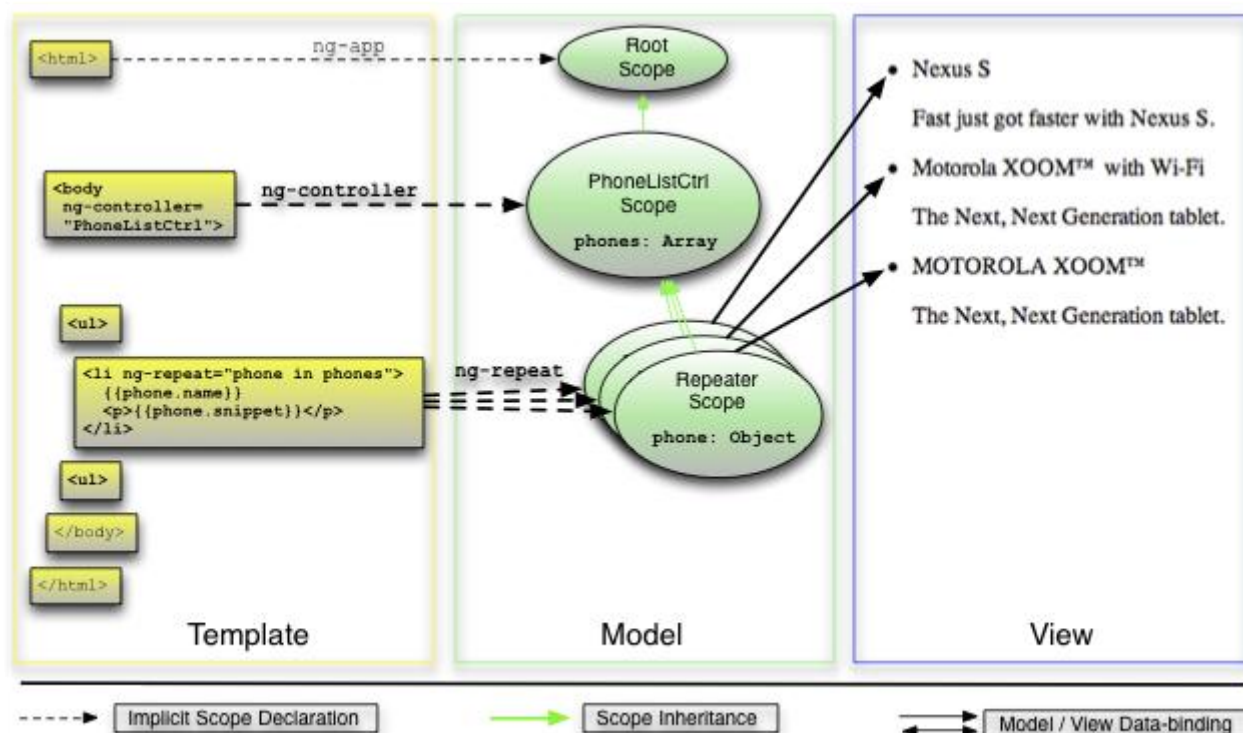 <html>
ng-app
Root
Scope
Nexus S
Fast just got faster with Nexus S.
<body
ng-controller=
"PhoneListCtrl">
ng-controller
PhoneListCtrl
Scope
phones: Array
Motorola XOOM™ with Wi-Fi
The Next, Next Generation tablet.
MOTOROLA XOOM™
The Next, Next Generation tablet.
<ul>
<li ng-repeat="phone in phones">
{{phone.name}}
<p>{{phone.snippet}}</p>
</li>
ng-repeat
Repeater
Scope
phone: Object
<ul>
</body>
</html>
Template
Model
View
Implicit Scope Declaration
Scope Inheritance
Model / View Data-binding